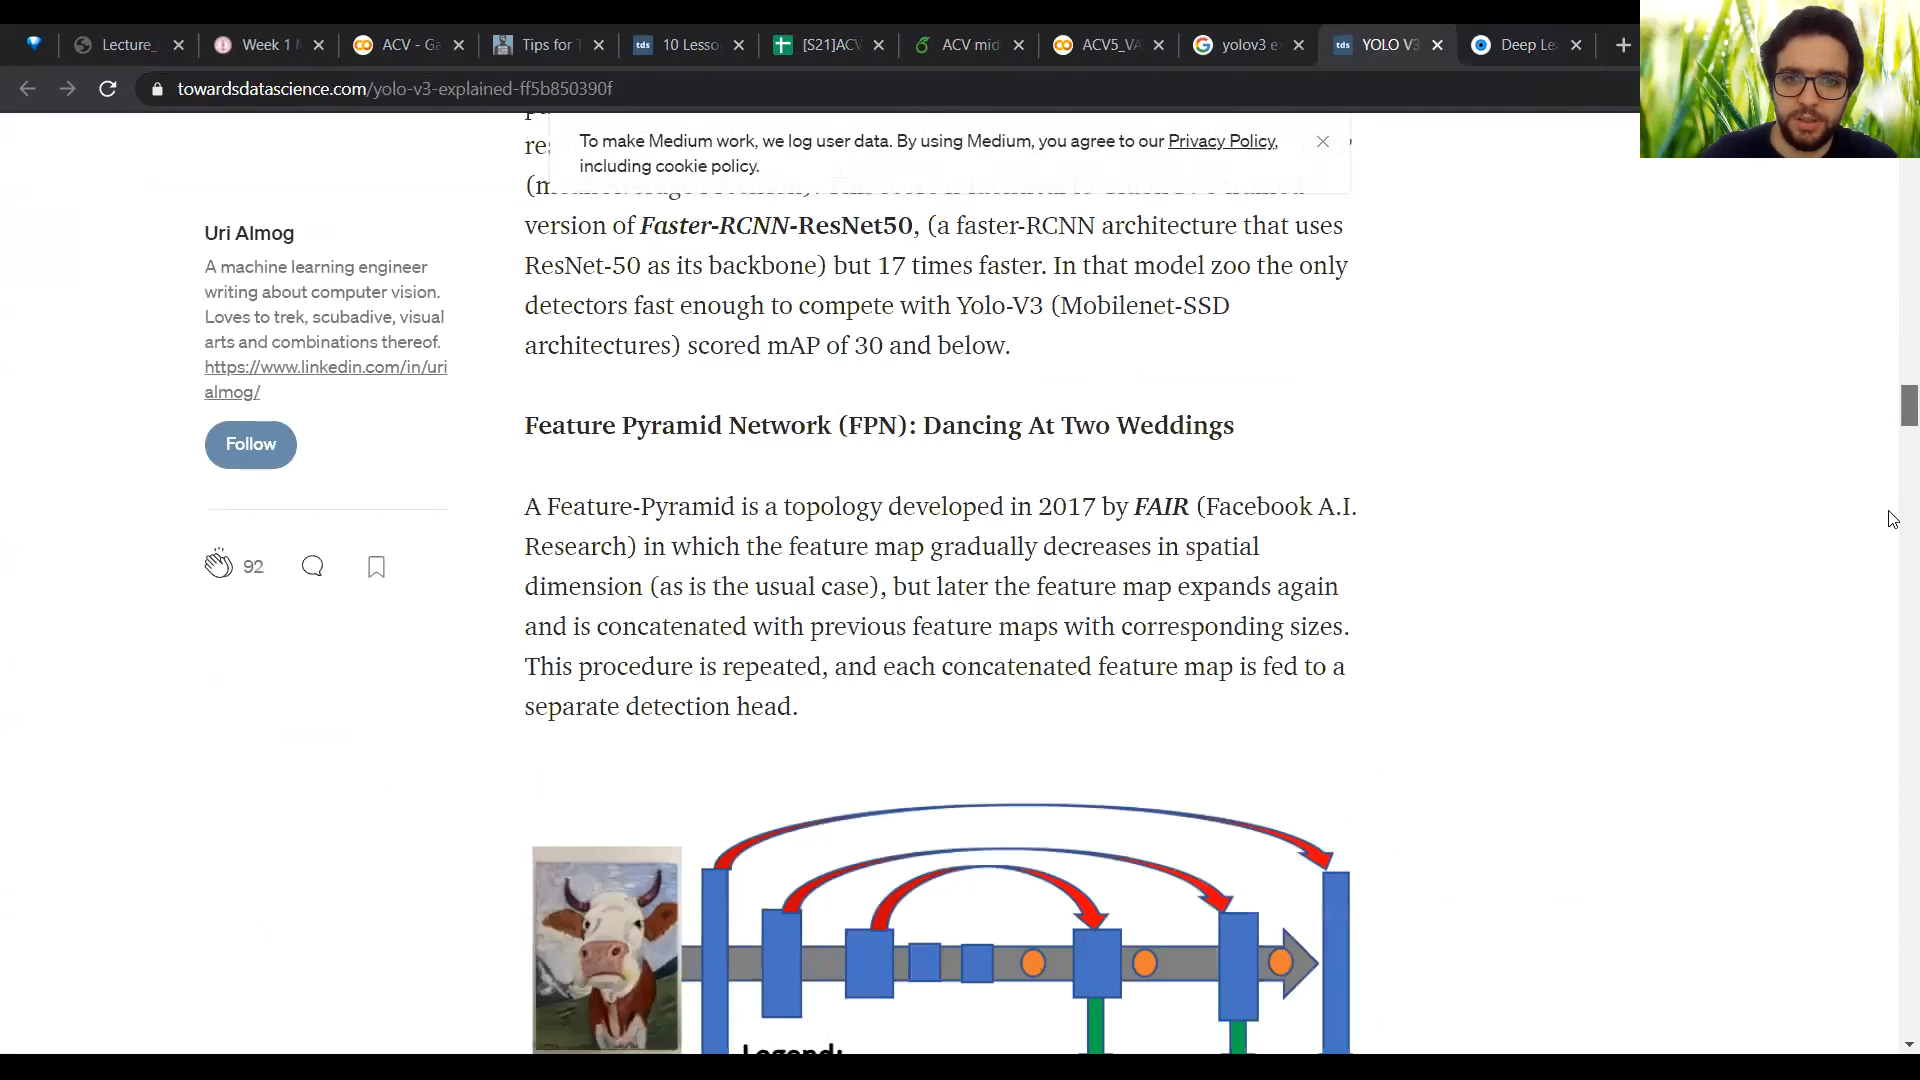 Lecture_
Week 1 M
ACV - Ga
Tips for T
10 Lesso
[S21]ACV
ACV mid
ACV5_VA
yolov3 e
YOLO V3
Deep Le
towardsdatascience.com/yolo-v3-explained-ff5b850390f
To make Medium work, we log user data. By using Medium, you agree to our Privacy Policy,
including cookie policy.
version of Faster-RCNN-ResNet50, (a faster-RCNN architecture that uses
ResNet-50 as its backbone) but 17 times faster. In that model zoo the only
detectors fast enough to compete with Yolo-V3 (Mobilenet-SSD
architectures) scored mAP of 30 and below.
Uri Almog
A machine learning engineer
writing about computer vision.
Loves to trek, scubadive, visual
arts and combinations thereof.
https://www.linkedin.com/in/uri
almog/
Follow
92
Feature Pyramid Network (FPN): Dancing At Two Weddings
A Feature-Pyramid is a topology developed in 2017 by FAIR (Facebook A.I.
Research) in which the feature map gradually decreases in spatial
dimension (as is the usual case), but later the feature map expands again
and is concatenated with previous feature maps with corresponding sizes.
This procedure is repeated, and each concatenated feature map is fed to a
separate detection head.
Legend: